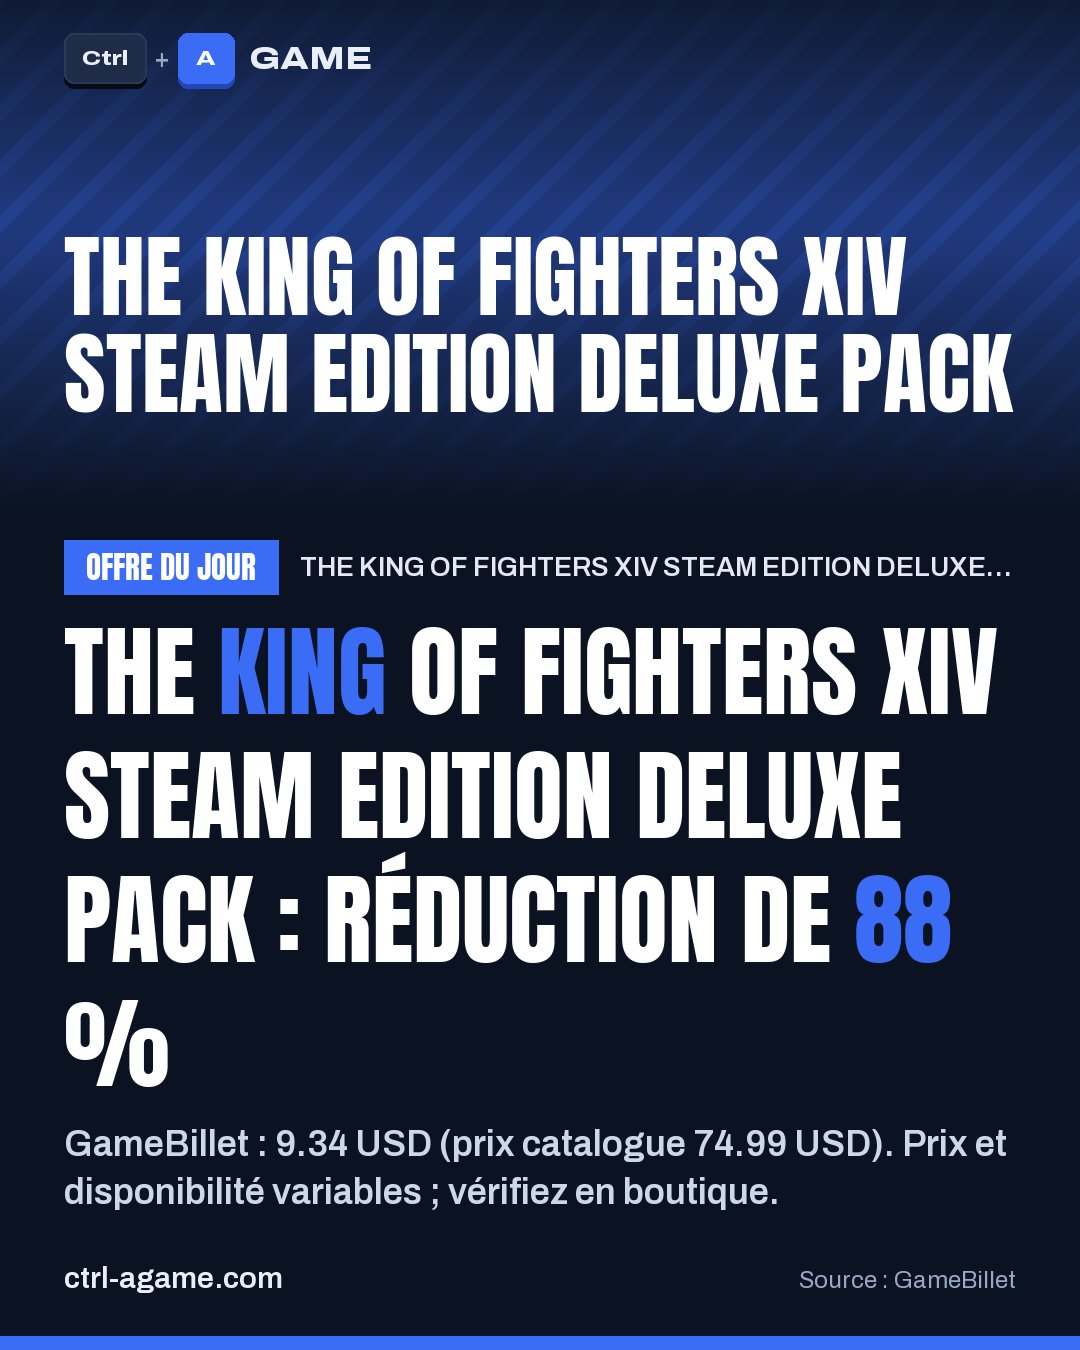 Ctrl + A GAME
THE KING OF FIGHTERS XIV
STEAM EDITION DELUXE PACK
OFFRE DU JOUR THE KING OF FIGHTERS XIV STEAM EDITION DELUXE...
THE KING OF FIGHTERS XIV
STEAM EDITION DELUXE
PACK : RÉDUCTION DE 88
%
GameBillet : 9.34 USD (prix catalogue 74.99 USD). Prix et
disponibilité variables ; vérifiez en boutique.
ctrl-agame.com Source : GameBillet